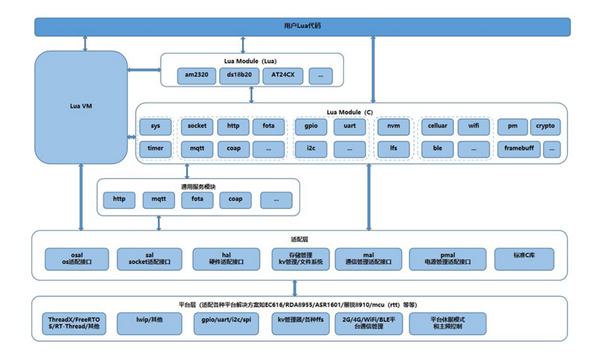 用户Lua代码
Lua VM
Lua Module（Lua）
am2320 ds18b20 AT24CX ...
Lua Module（C）
sys socket http fota gpio uart nvm celluar wifi pm crypto
timer mqtt coap ... i2c ... lfs ble ... framebuff ...
通用服务模块
http mqtt fota coap ...
适配层
osal
os适配接口
sal
socket适配接口
hal
硬件适配接口
存储管理
kv管理/文件系统
mal
通信管理适配接口
pmal
电源管理适配接口
标准C库
平台层（适配各种平台解决方案如EC616/RDA8955/ASR1601/展锐8910/mcu（rtt）等等）
ThreadX/FreeRTO
S/RT-Thread/其他
lwip/其他
gpio/uart/i2c/spi
kv管理器/各种ffs
2G/4G/WiFi/BLE平
台通信管理
平台休眠模式
和主频控制